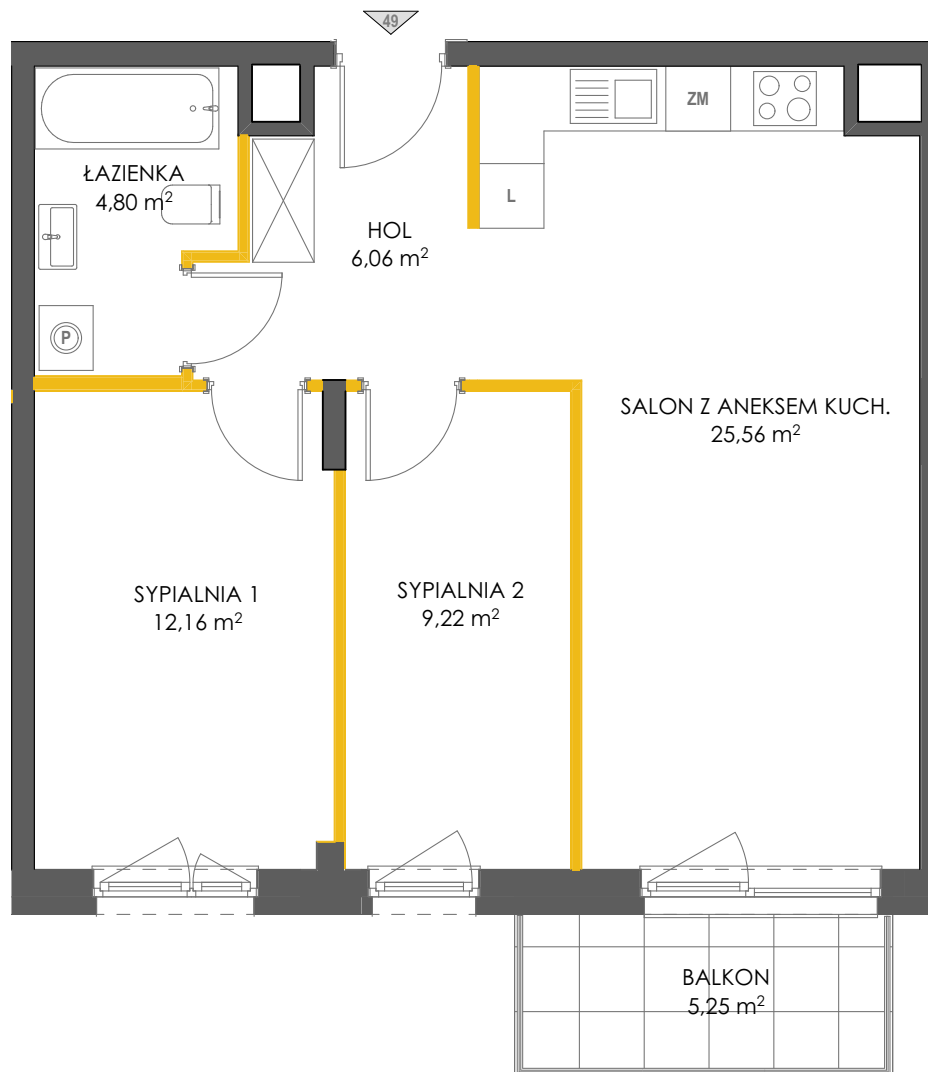 49
ZM
ŁAZIENKA
4,80 m²
L
HOL
6,06 m²
P
SALON Z ANEKSEM KUCH.
25,56 m²
SYPIALNIA 1
12,16 m²
SYPIALNIA 2
9,22 m²
BALKON
5,25 m²